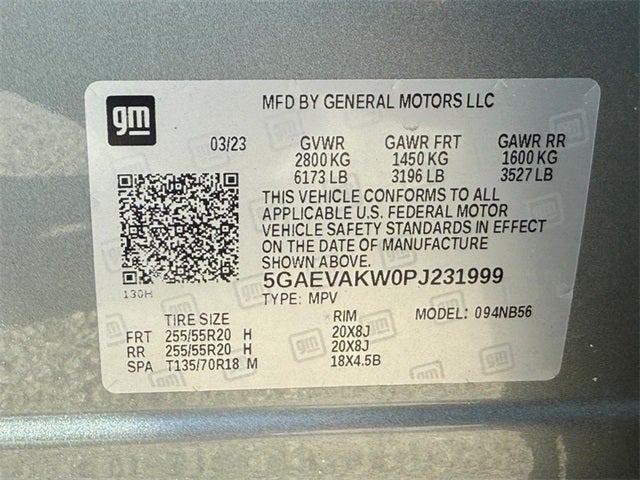 gm
MFD BY GENERAL MOTORS LLC
03/23 GVWR GAWR FRT GAWR RR
2800 KG 1450 KG 1600 KG
6173 LB 3196 LB 3527 LB
THIS VEHICLE CONFORMS TO ALL
APPLICABLE U.S. FEDERAL MOTOR
VEHICLE SAFETY STANDARDS IN EFFECT
ON THE DATE OF MANUFACTURE
SHOWN ABOVE.
5GAEVAKW0PJ231999
130H
TYPE: MPV
TIRE SIZE RIM MODEL: 094NB56
FRT 255/55R20 H 20X8J
RR 255/55R20 H 20X8J
SPA T135/70R18 M 18X4.5B